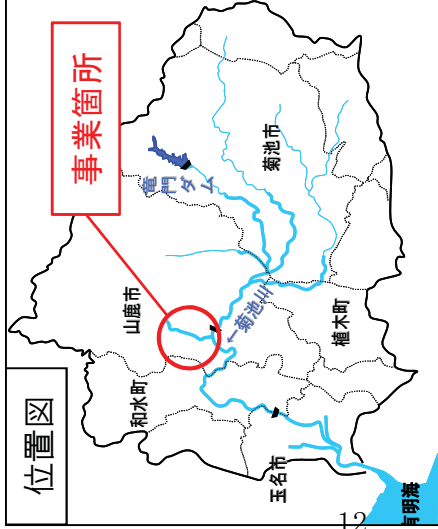 位置図
事業箇所
山鹿市
和水町
菊池市
竜門ダム
←菊池川
植木町
玉名市
有明海
12